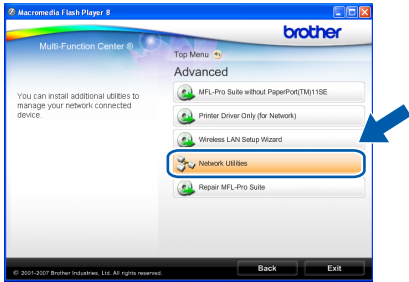 Macromedia Flash Player 8
brother
Multi-Function Center ®
Top Menu
Advanced
You can install additional utilities to
manage your network connected
device.
MFL-Pro Suite without PaperPort(TM)11SE
Printer Driver Only (for Network)
Wireless LAN Setup Wizard
Network Utilities
Repair MFL-Pro Suite
© 2001-2007 Brother Industries, Ltd. All rights reserved.
Back
Exit